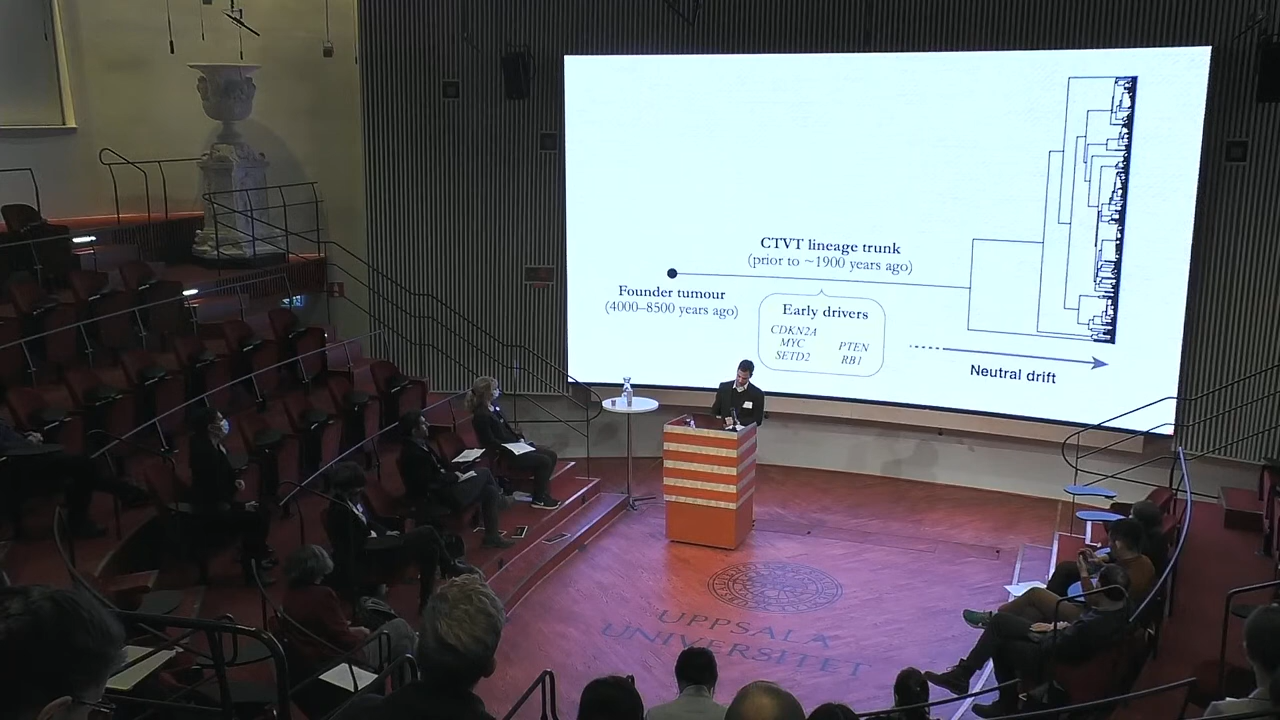 CTVT lineage trunk
(prior to ~1900 years ago)
Founder tumour
(4000–8500 years ago)
Early drivers
CDKN2A
MYC
SETD2
PTEN
RB1
Neutral drift
UPPSALA
UNIVERSITET